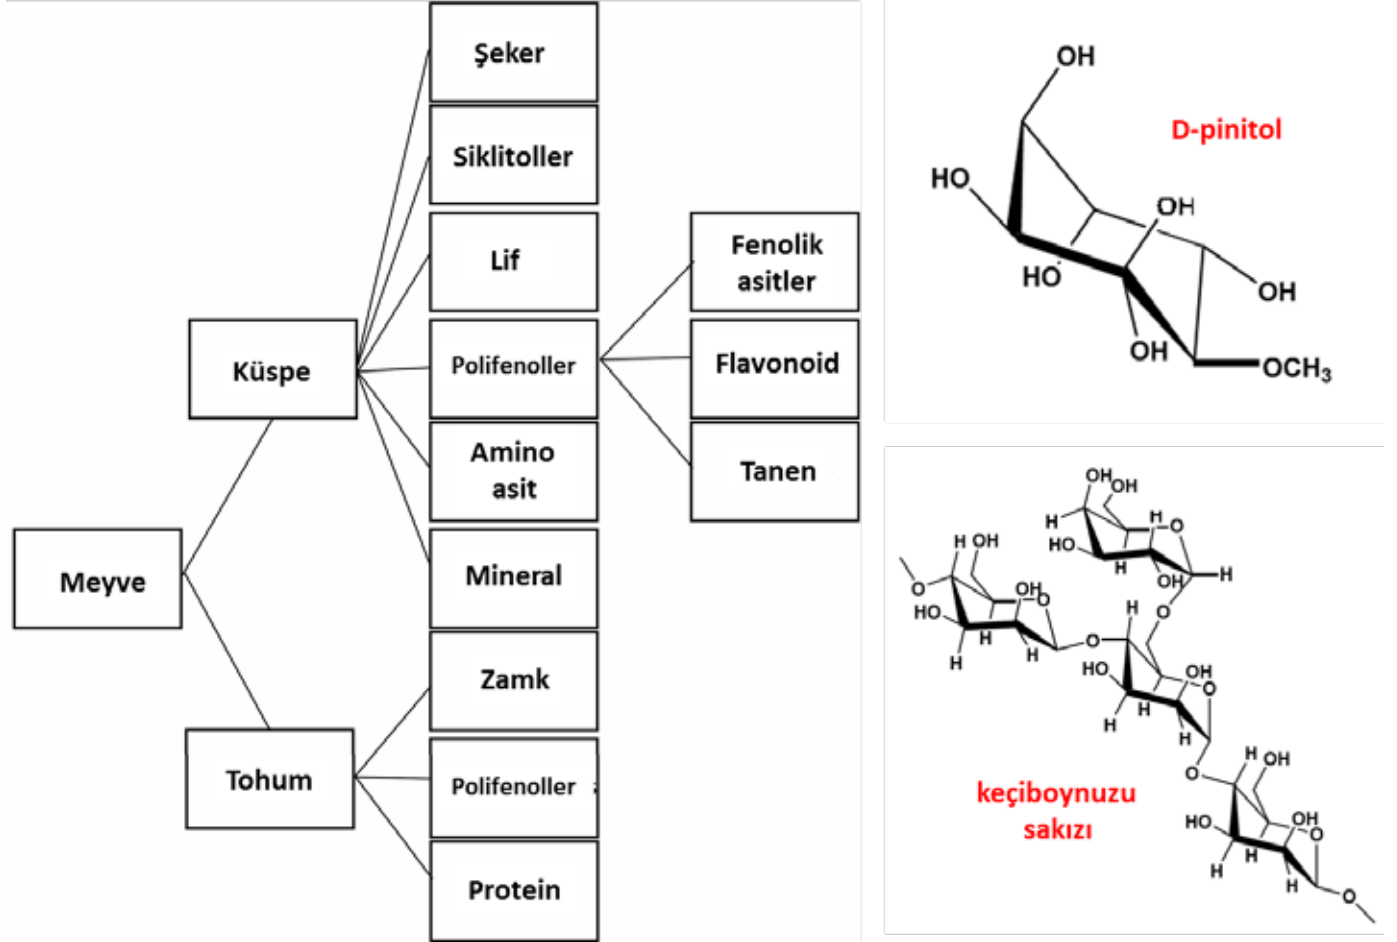 Şeker
Siklitoller
Lif
Polifenoller
Amino
asit
Mineral
Zamk
Polifenoller
Protein
Küspe
Meyve
Tohum
Fenolik
asitler
Flavonoid
Tanen
OH
D-pinitol
HO
OH
HO
OH
OH
OCH₃
OH
OH
H
H
O
HO
H
OH
H
H
OH
O
OH
O
HO
H
H
H
O
H
O
HO
OH
O
H
H
H
O
H
OH
HO
OH
O
H
H
H
O
keçiboynuzu
sakızı